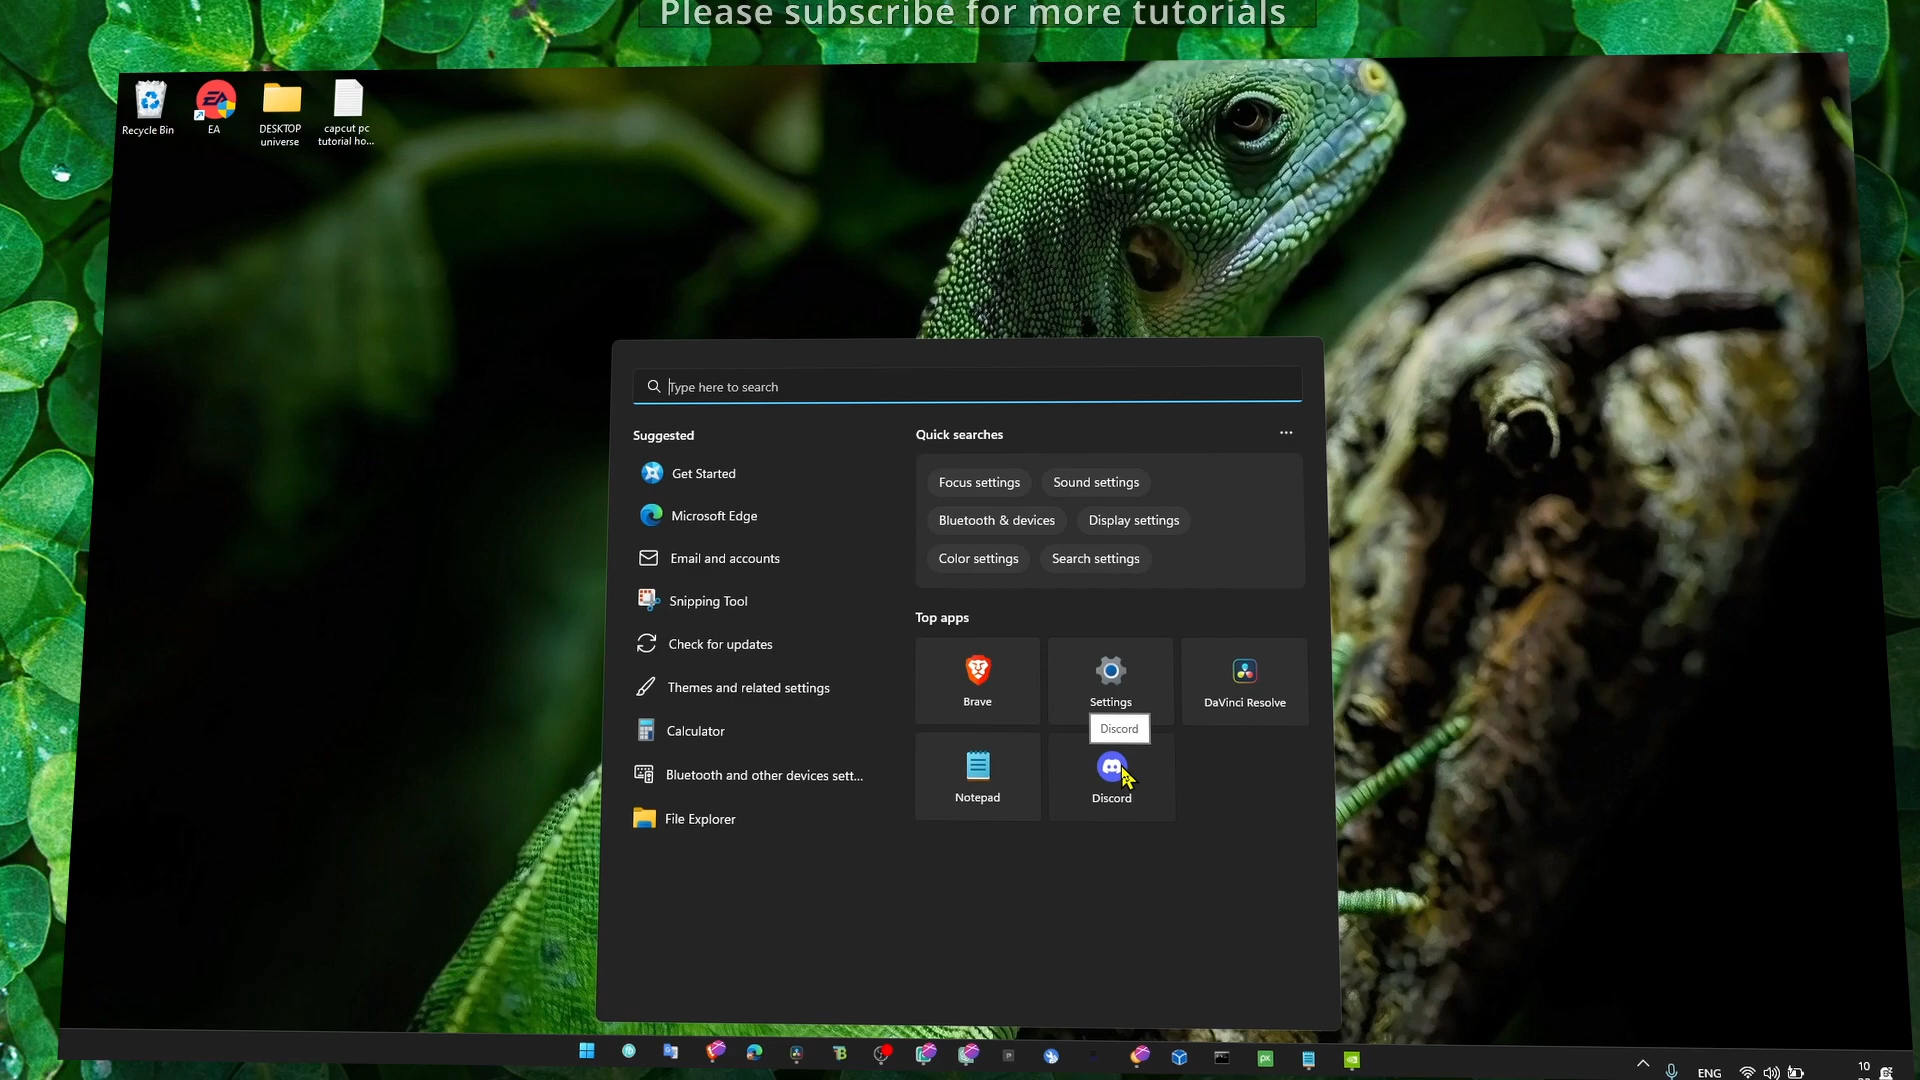 Please subscribe for more tutorials
Recycle Bin
EA
DESKTOP
universe
capcut pc
tutorial ho...
Type here to search
Suggested
Get Started
Microsoft Edge
Email and accounts
Snipping Tool
Check for updates
Themes and related settings
Calculator
Bluetooth and other devices sett...
File Explorer
Quick searches
Focus settings
Sound settings
Bluetooth & devices
Display settings
Color settings
Search settings
Top apps
Brave
Settings
DaVinci Resolve
Discord
Notepad
Discord
ENG
10